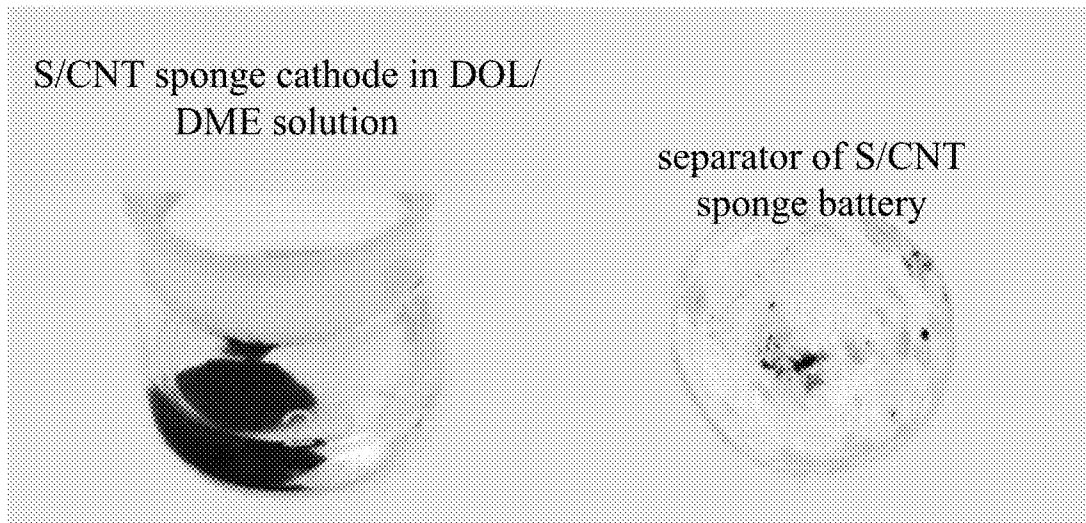 S/CNT sponge cathode in DOL/
DME solution
separator of S/CNT
sponge battery